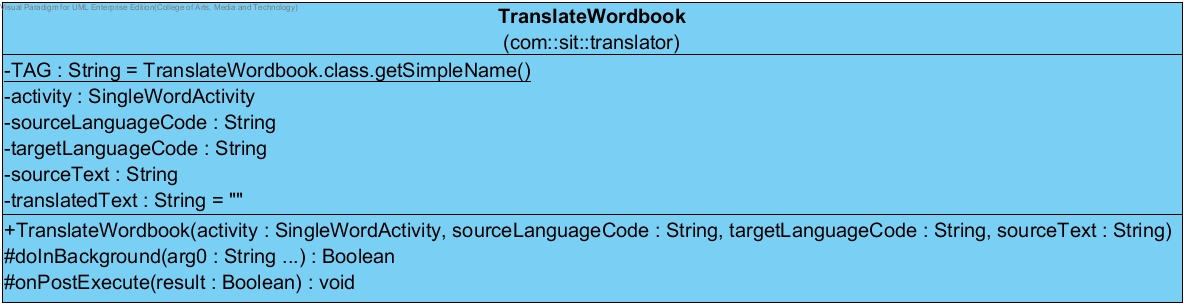 Visual Paradigm for UML Enterprise Edition(College of Arts, Media and Technology)
TranslateWordbook
(com::sit::translator)
-TAG : String = TranslateWordbook.class.getSimpleName()
-activity : SingleWordActivity
-sourceLanguageCode : String
-targetLanguageCode : String
-sourceText : String
-translatedText : String = ""
+TranslateWordbook(activity : SingleWordActivity, sourceLanguageCode : String, targetLanguageCode : String, sourceText : String)
#doInBackground(arg0 : String ...) : Boolean
#onPostExecute(result : Boolean) : void